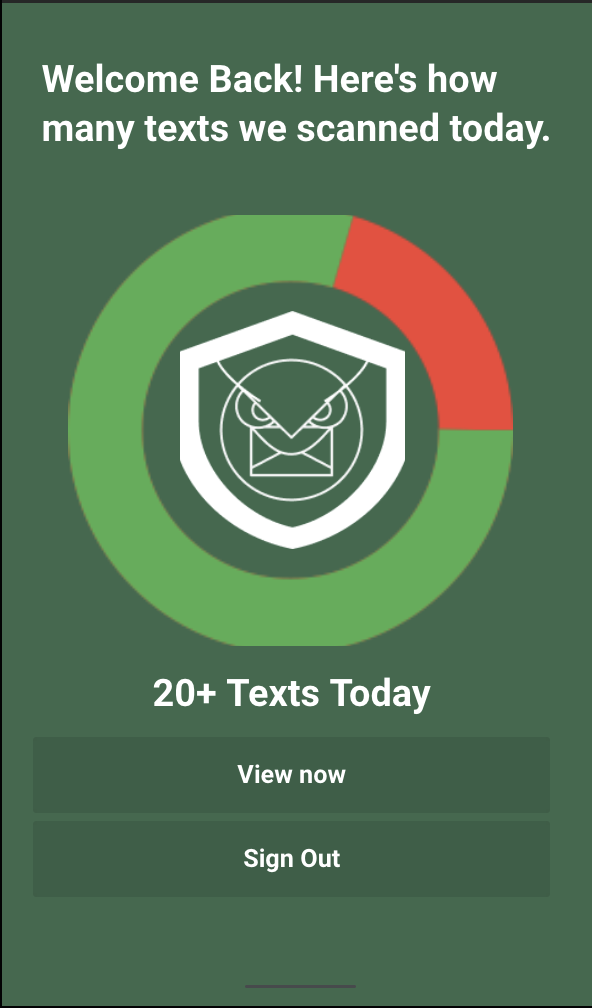 Welcome Back! Here's how
many texts we scanned today.
20+ Texts Today
View now
Sign Out